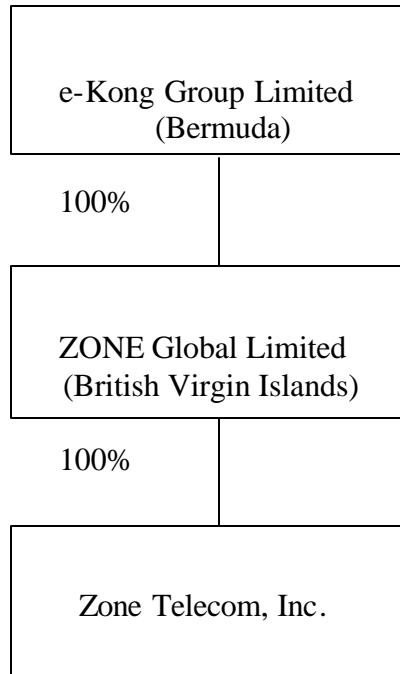 e-Kong Group Limited
(Bermuda)
100%
ZONE Global Limited
(British Virgin Islands)
100%
Zone Telecom, Inc.